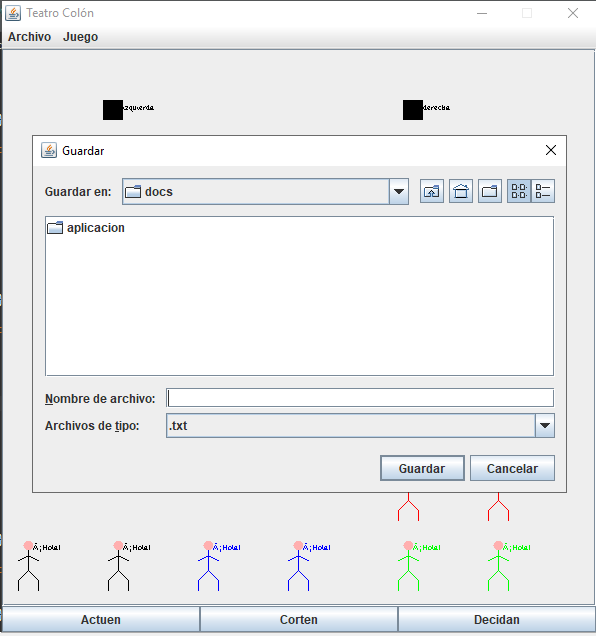 Teatro Colón
Archivo Juego
izquierda derecha
Guardar
Guardar en: docs
aplicacion
Nombre de archivo:
Archivos de tipo: .txt
Guardar Cancelar
Â¡Hola! Â¡Hola! Â¡Hola! Â¡Hola! Â¡Hola! Â¡Hola!
Actuen Corten Decidan